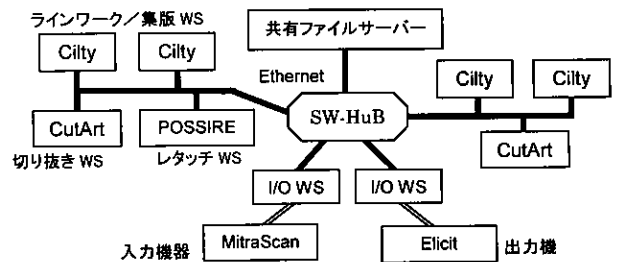 ラインワーク／集版 WS
共有ファイルサーバー
Cilty
Cilty
Ethernet
Cilty
Cilty
SW-HuB
CutArt
POSSIRE
切り抜き WS
レタッチ WS
CutArt
I/O WS
I/O WS
入力機器
MitraScan
Elicit
出力機